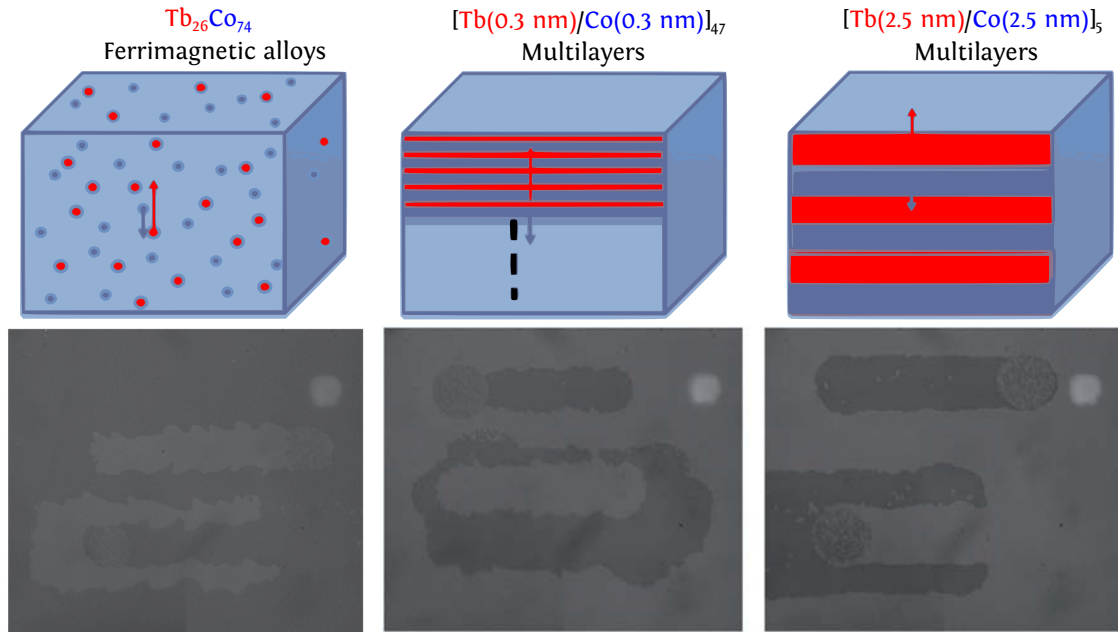 Tb₂₆Co₇₄
Ferrimagnetic alloys
[Tb(0.3 nm)/Co(0.3 nm)]₄₇
Multilayers
[Tb(2.5 nm)/Co(2.5 nm)]₅
Multilayers